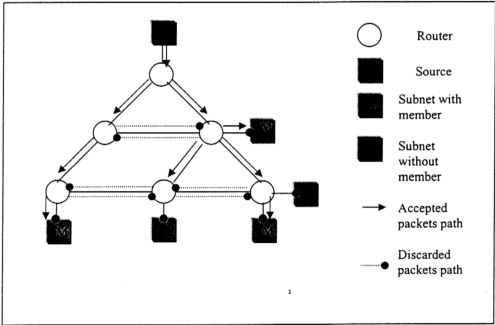 Router
Source
Subnet with
member
Subnet
without
member
Accepted
packets path
Discarded
packets path
M
M
M